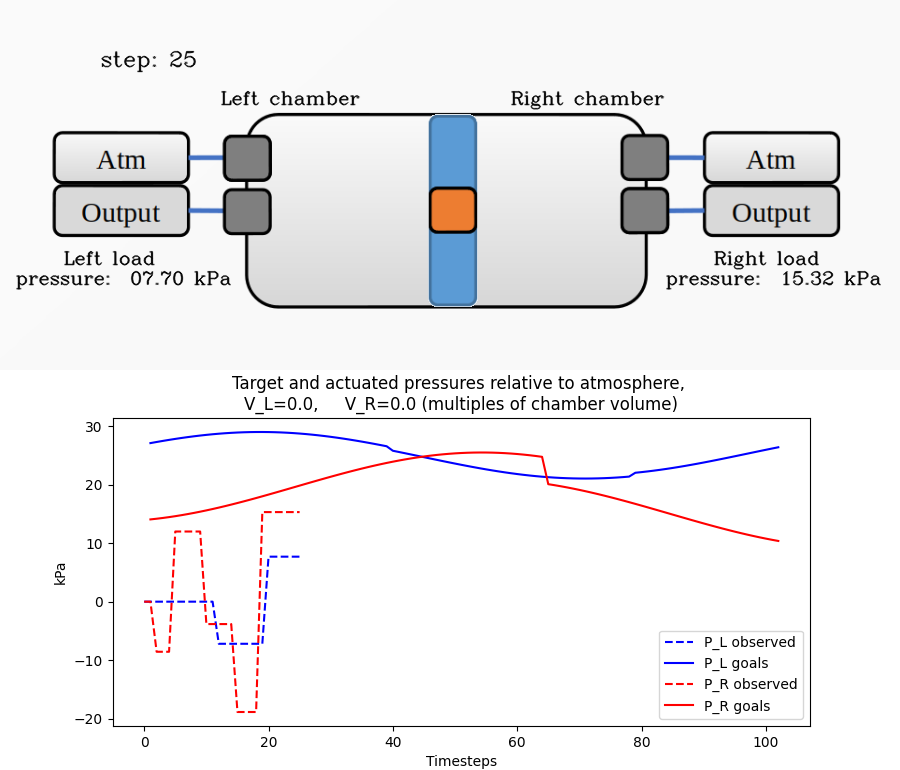 step: 25
Left chamber
Right chamber
Atm
Atm
Output
Output
Left load
pressure: 07.70 kPa
Right load
pressure: 15.32 kPa
Target and actuated pressures relative to atmosphere,
V_L=0.0, V_R=0.0 (multiples of chamber volume)
30
20
10
0
−10
−20
kPa
P_L observed
P_L goals
P_R observed
P_R goals
0 20 40 60 80 100
Timesteps